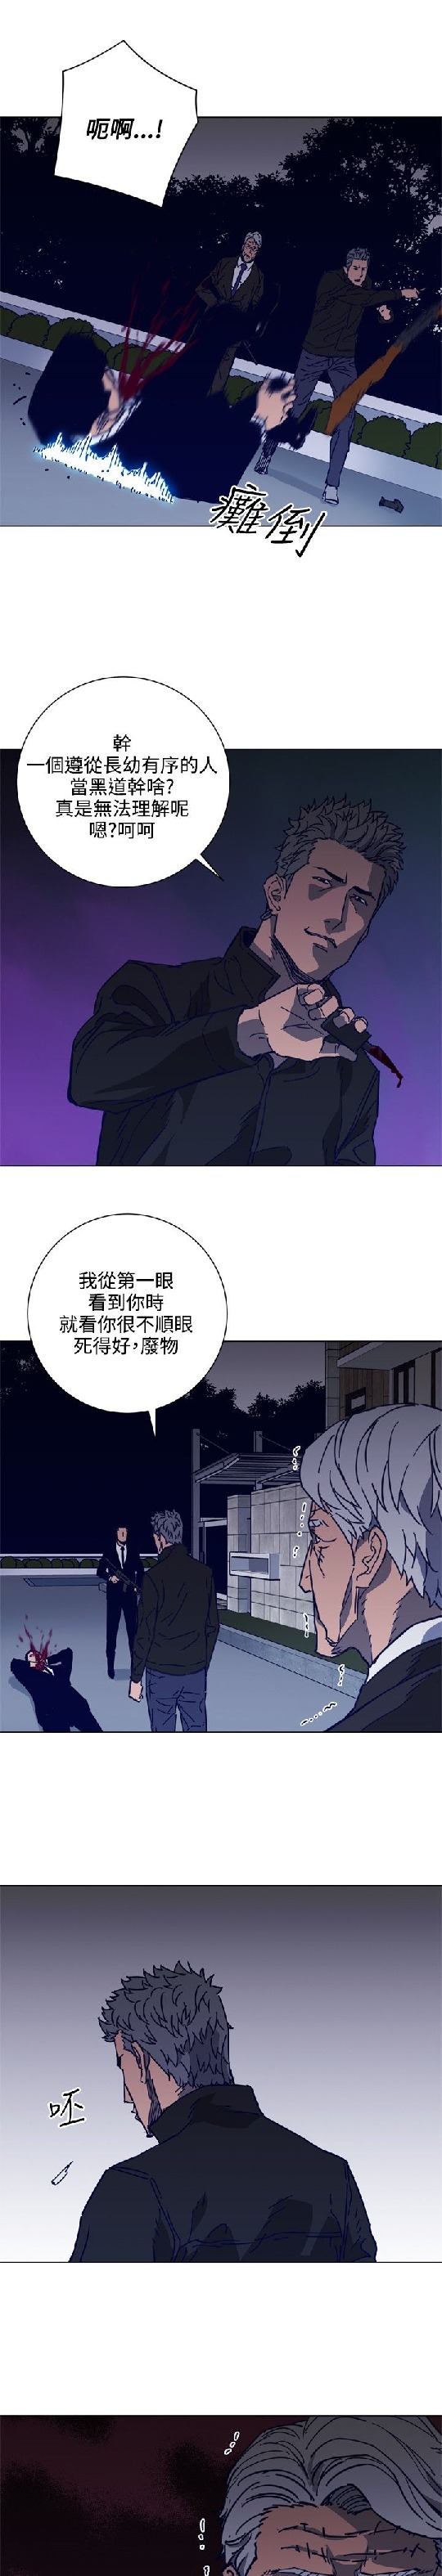 呃啊...!
癱倒
幹
一個遵從長幼有序的人
當黑道幹啥?
真是無法理解呢
嗯?呵呵
我從第一眼
看到你時
就看你很不順眼
死得好,廢物
呸